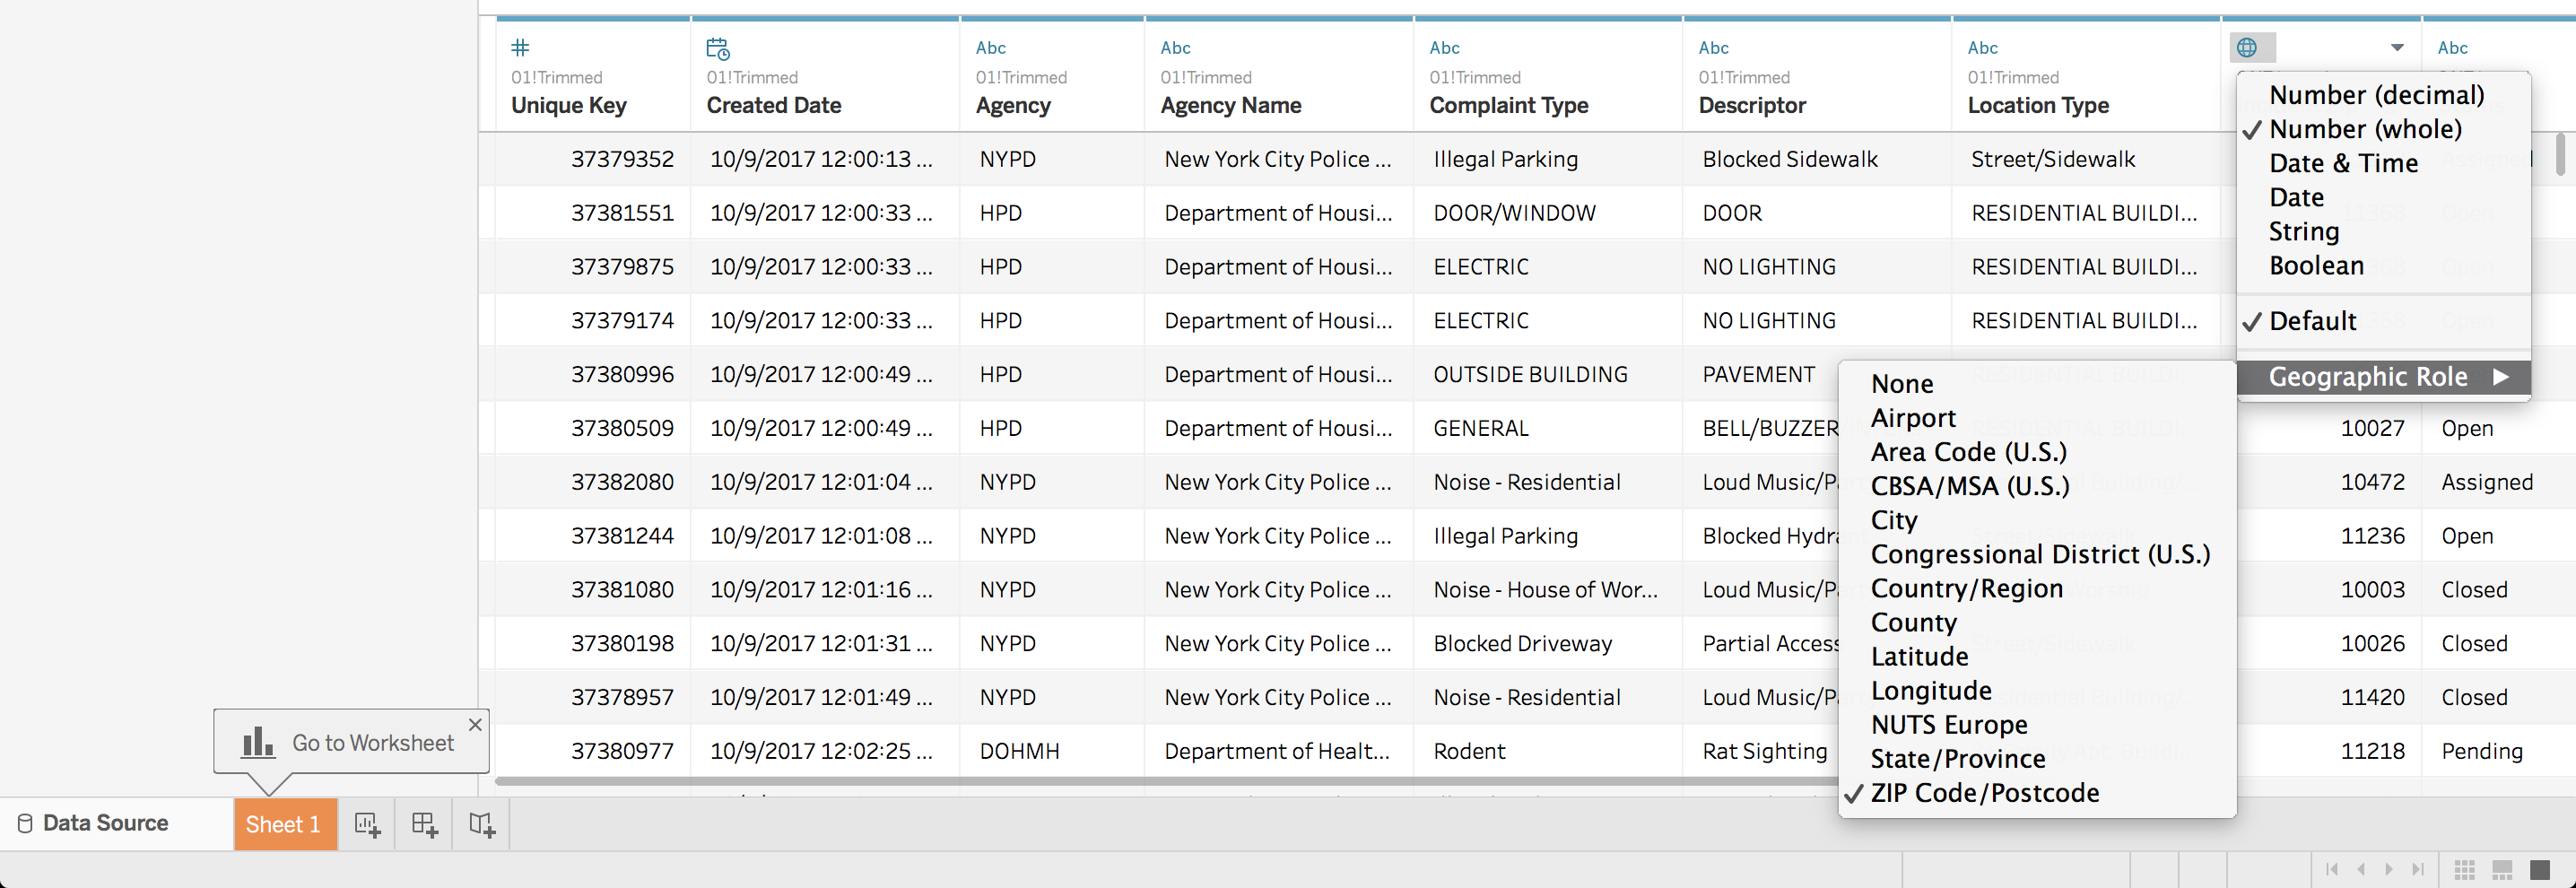 Abc Abc Abc Abc Abc Abc
01!Trimmed 01!Trimmed 01!Trimmed 01!Trimmed 01!Trimmed 01!Trimmed 01!Trimmed
Unique Key Created Date Agency Agency Name Complaint Type Descriptor Location Type
37379352 10/9/2017 12:00:13 ... NYPD New York City Police ... Illegal Parking Blocked Sidewalk Street/Sidewalk
37381551 10/9/2017 12:00:33 ... HPD Department of Housi... DOOR/WINDOW DOOR RESIDENTIAL BUILDI...
37379875 10/9/2017 12:00:33 ... HPD Department of Housi... ELECTRIC NO LIGHTING RESIDENTIAL BUILDI...
37379174 10/9/2017 12:00:33 ... HPD Department of Housi... ELECTRIC NO LIGHTING RESIDENTIAL BUILDI...
37380996 10/9/2017 12:00:49 ... HPD Department of Housi... OUTSIDE BUILDING PAVEMENT
37380509 10/9/2017 12:00:49 ... HPD Department of Housi... GENERAL BELL/BUZZER 10027 Open
37382080 10/9/2017 12:01:04 ... NYPD New York City Police ... Noise - Residential Loud Music/Pa 10472 Assigned
37381244 10/9/2017 12:01:08 ... NYPD New York City Police ... Illegal Parking Blocked Hydra 11236 Open
37381080 10/9/2017 12:01:16 ... NYPD New York City Police ... Noise - House of Wor... Loud Music/Pa 10003 Closed
37380198 10/9/2017 12:01:31 ... NYPD New York City Police ... Blocked Driveway Partial Access 10026 Closed
37378957 10/9/2017 12:01:49 ... NYPD New York City Police ... Noise - Residential Loud Music/Pa 11420 Closed
37380977 10/9/2017 12:02:25 ... DOHMH Department of Healt... Rodent Rat Sighting 11218 Pending
Number (decimal)
Number (whole)
Date & Time
Date
String
Boolean
Default
Geographic Role
None
Airport
Area Code (U.S.)
CBSA/MSA (U.S.)
City
Congressional District (U.S.)
Country/Region
County
Latitude
Longitude
NUTS Europe
State/Province
ZIP Code/Postcode
Go to Worksheet
Data Source Sheet 1